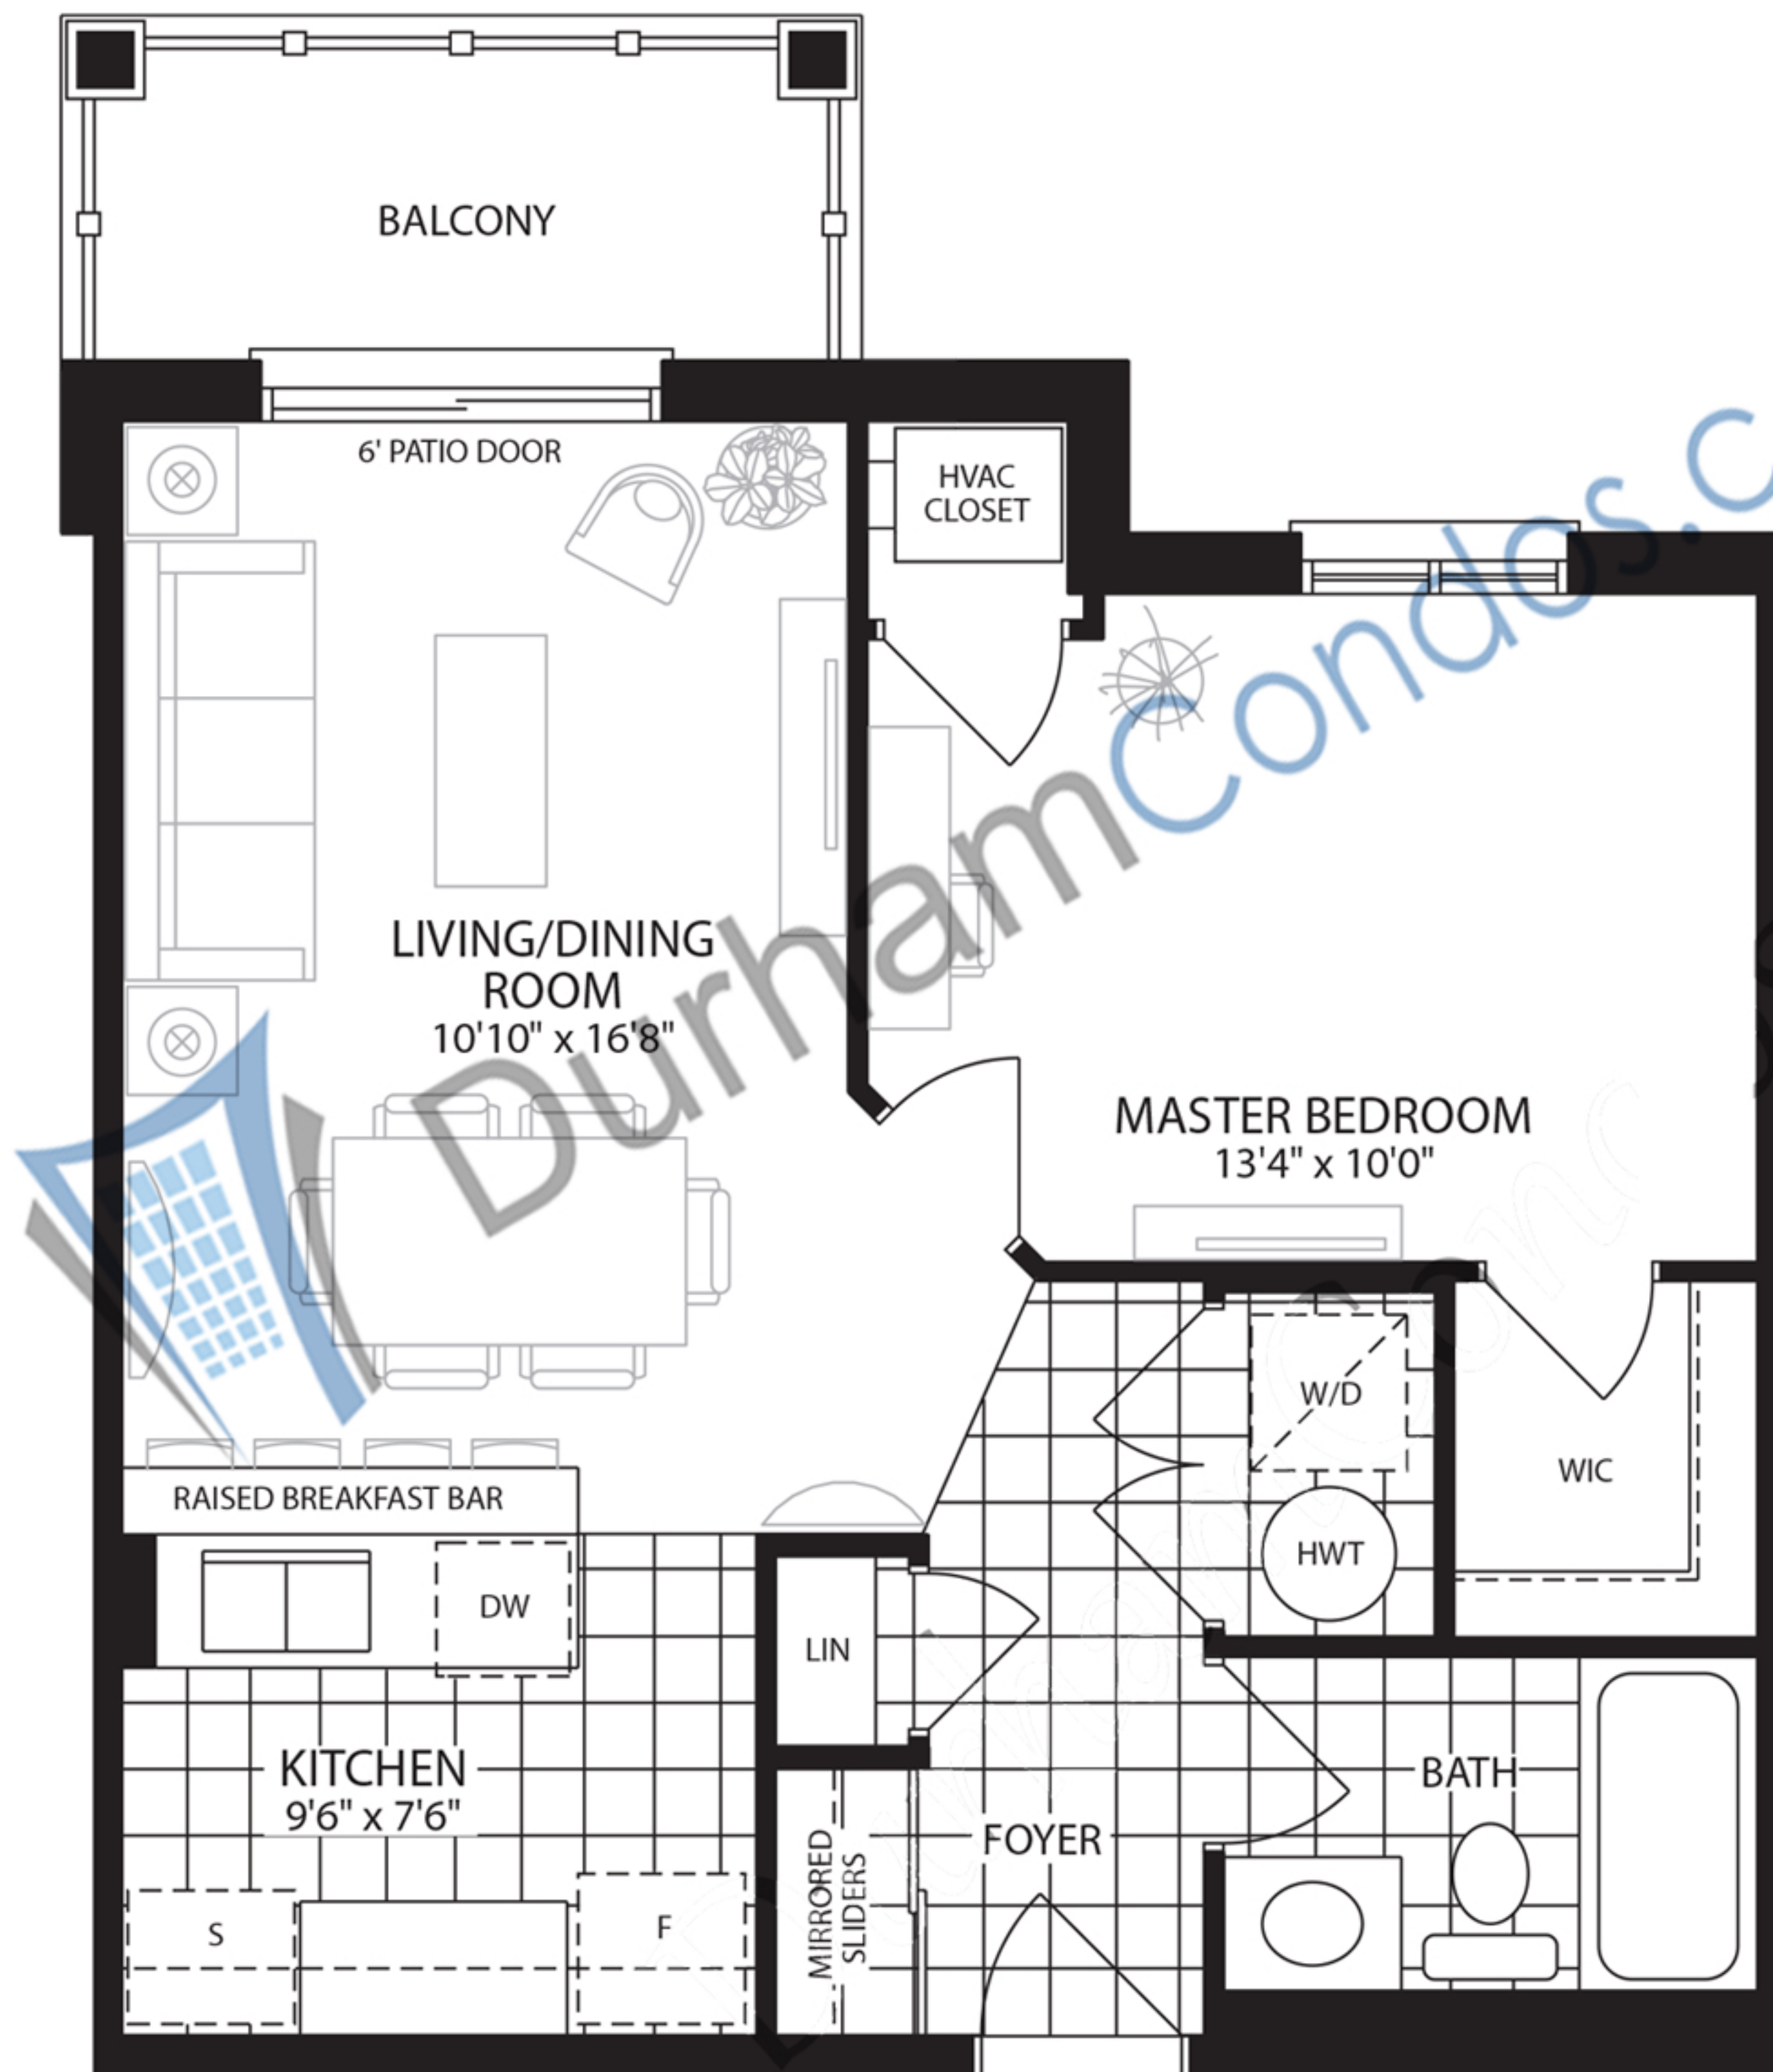 BALCONY
6' PATIO DOOR
HVAC
CLOSET
DurhamCondos.c
LIVING/DINING
ROOM
10'10" x 16'8"
MASTER BEDROOM
13'4" x 10'0"
W/D
WIC
RAISED BREAKFAST BAR
HWT
DW
LIN
KITCHEN
9'6" x 7'6"
BATH
FOYER
MIRRORED
SLIDERS
S
F